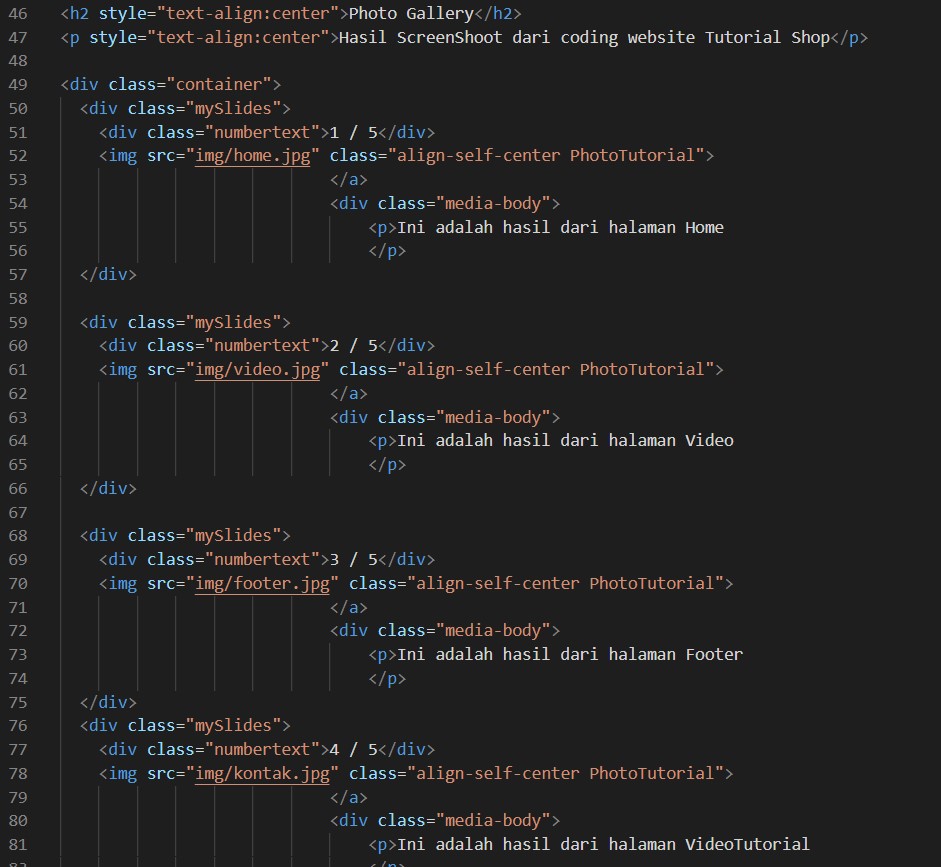 46 <h2 style="text-align:center">Photo Gallery</h2>
47 <p style="text-align:center">Hasil ScreenShoot dari coding website Tutorial Shop</p>
48
49 <div class="container">
50 <div class="mySlides">
51 <div class="numbertext">1 / 5</div>
52 <img src="img/home.jpg" class="align-self-center PhotoTutorial">
53 </a>
54 <div class="media-body">
55 <p>Ini adalah hasil dari halaman Home
56 </p>
57 </div>
58
59 <div class="mySlides">
60 <div class="numbertext">2 / 5</div>
61 <img src="img/video.jpg" class="align-self-center PhotoTutorial">
62 </a>
63 <div class="media-body">
64 <p>Ini adalah hasil dari halaman Video
65 </p>
66 </div>
67
68 <div class="mySlides">
69 <div class="numbertext">3 / 5</div>
70 <img src="img/footer.jpg" class="align-self-center PhotoTutorial">
71 </a>
72 <div class="media-body">
73 <p>Ini adalah hasil dari halaman Footer
74 </p>
75 </div>
76 <div class="mySlides">
77 <div class="numbertext">4 / 5</div>
78 <img src="img/kontak.jpg" class="align-self-center PhotoTutorial">
79 </a>
80 <div class="media-body">
81 <p>Ini adalah hasil dari halaman VideoTutorial